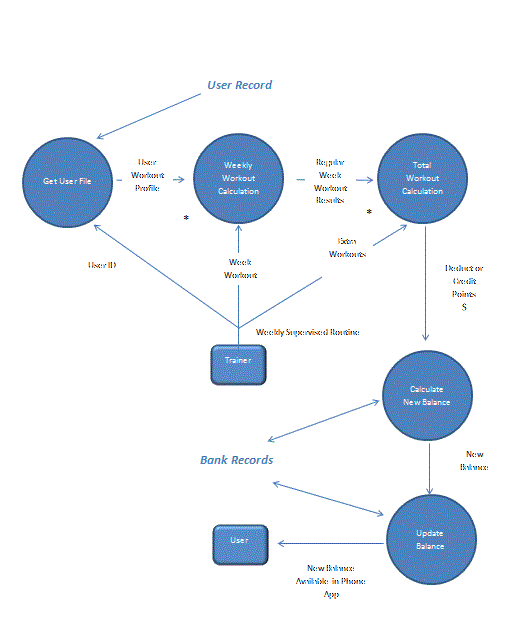 User Record
Get User File
User
Workout
Profile
Weekly
Workout
Calculation
Regular
Week
Workout
Results
Total
Workout
Calculation
*
*
User ID
Week
Workout
Extra
Workouts
Deduct or
Credit
Points
$
Weekly Supervised Routine
Trainer
Calculate
New Balance
Bank Records
New
Balance
User
Update
Balance
New Balance
Available in Phone
App